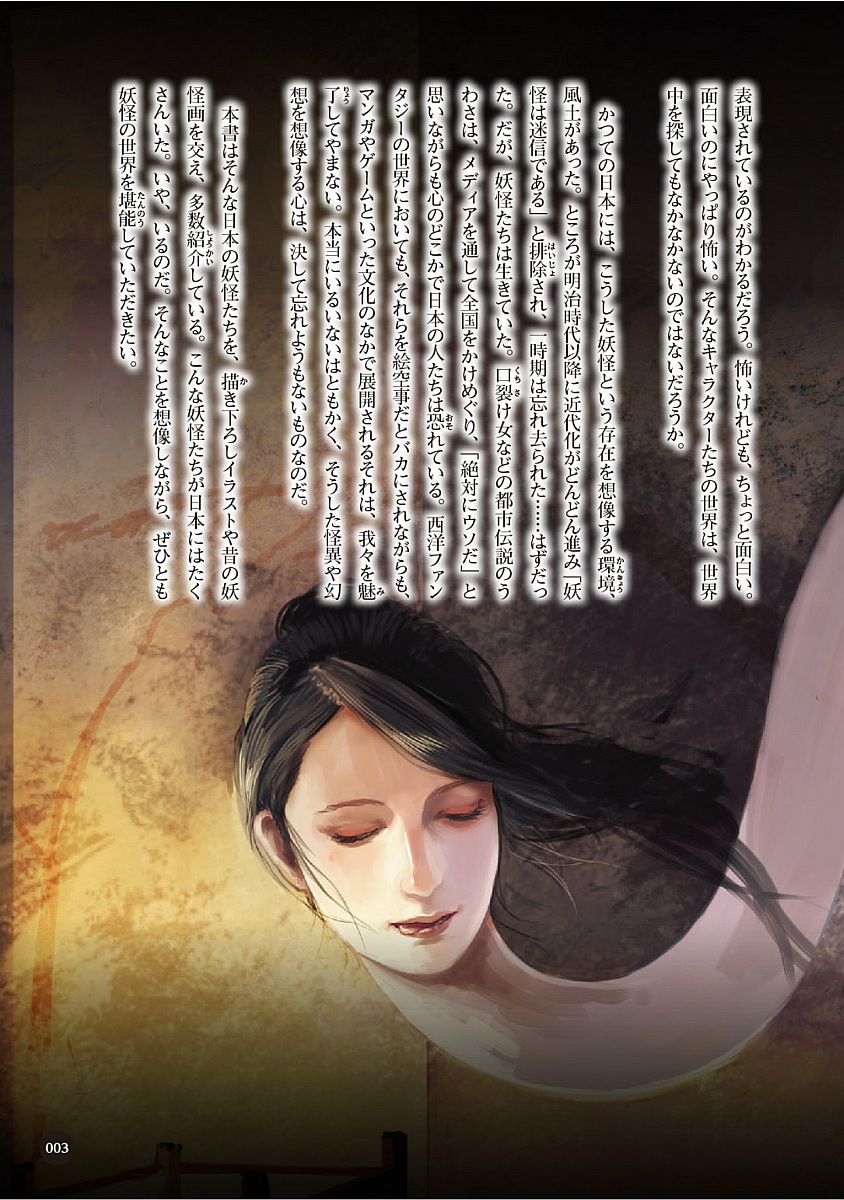 表現されているのがわかるだろう。怖いけれども、ちょっと面白い。
面白いのにやっぱり怖い。そんなキャラクターたちの世界は、世界
中を探してもなかなかないのではないだろうか。
かつての日本には、こうした妖怪という存在を想像する環境、
風土があった。ところが明治時代以降に近代化がどんどん進み「妖
怪は迷信である」と排除され、一時期は忘れ去られた……はずだっ
た。だが、妖怪たちは生きていた。口裂け女などの都市伝説のう
わさは、メディアを通して全国をかけめぐり、「絶対にウソだ」と
思いながらも心のどこかで日本の人たちは恐れている。西洋ファン
タジーの世界においても、それらを絵空事だとバカにされながらも、
マンガやゲームといった文化のなかで展開されるそれは、我々を魅
了してやまない。本当にいるいないはともかく、そうした怪異や幻
想を想像する心は、決して忘れようもないものなのだ。
本書はそんな日本の妖怪たちを、描き下ろしイラストや昔の妖
怪画を交え、多数紹介している。こんな妖怪たちが日本にはたく
さんいた。いや、いるのだ。そんなことを想像しながら、ぜひとも
妖怪の世界を堪能していただきたい。
003